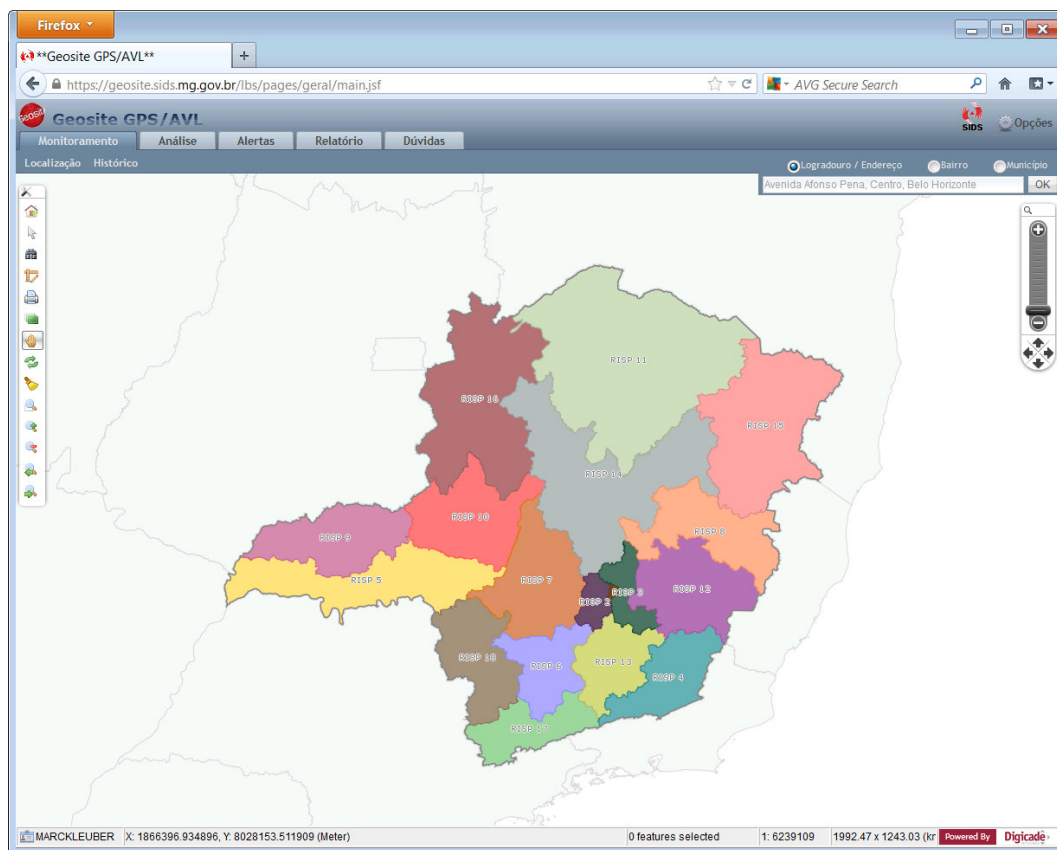 Firefox
**Geosite GPS/AVL**
https://geosite.sids.mg.gov.br/lbs/pages/geral/main.jsf
AVG Secure Search
Geosite
Geosite GPS/AVL
SIDS
Opções
Monitoramento Análise Alertas Relatório Dúvidas
Localização Histórico
Logradouro / Endereço Bairro Município
Avenida Afonso Pena, Centro, Belo Horizonte OK
RISP 11
RISP 16
RISP 15
RISP 14
RISP 10
RISP 8
RISP 9
RISP 5
RISP 7
RISP 3
RISP 12
RISP 2
RISP 18
RISP 6
RISP 13
RISP 4
RISP 17
MARCKLEUBER X: 1866396.934896, Y: 8028153.511909 (Meter) 0 features selected 1: 6239109 1992.47 x 1243.03 (kr Powered By Digicade